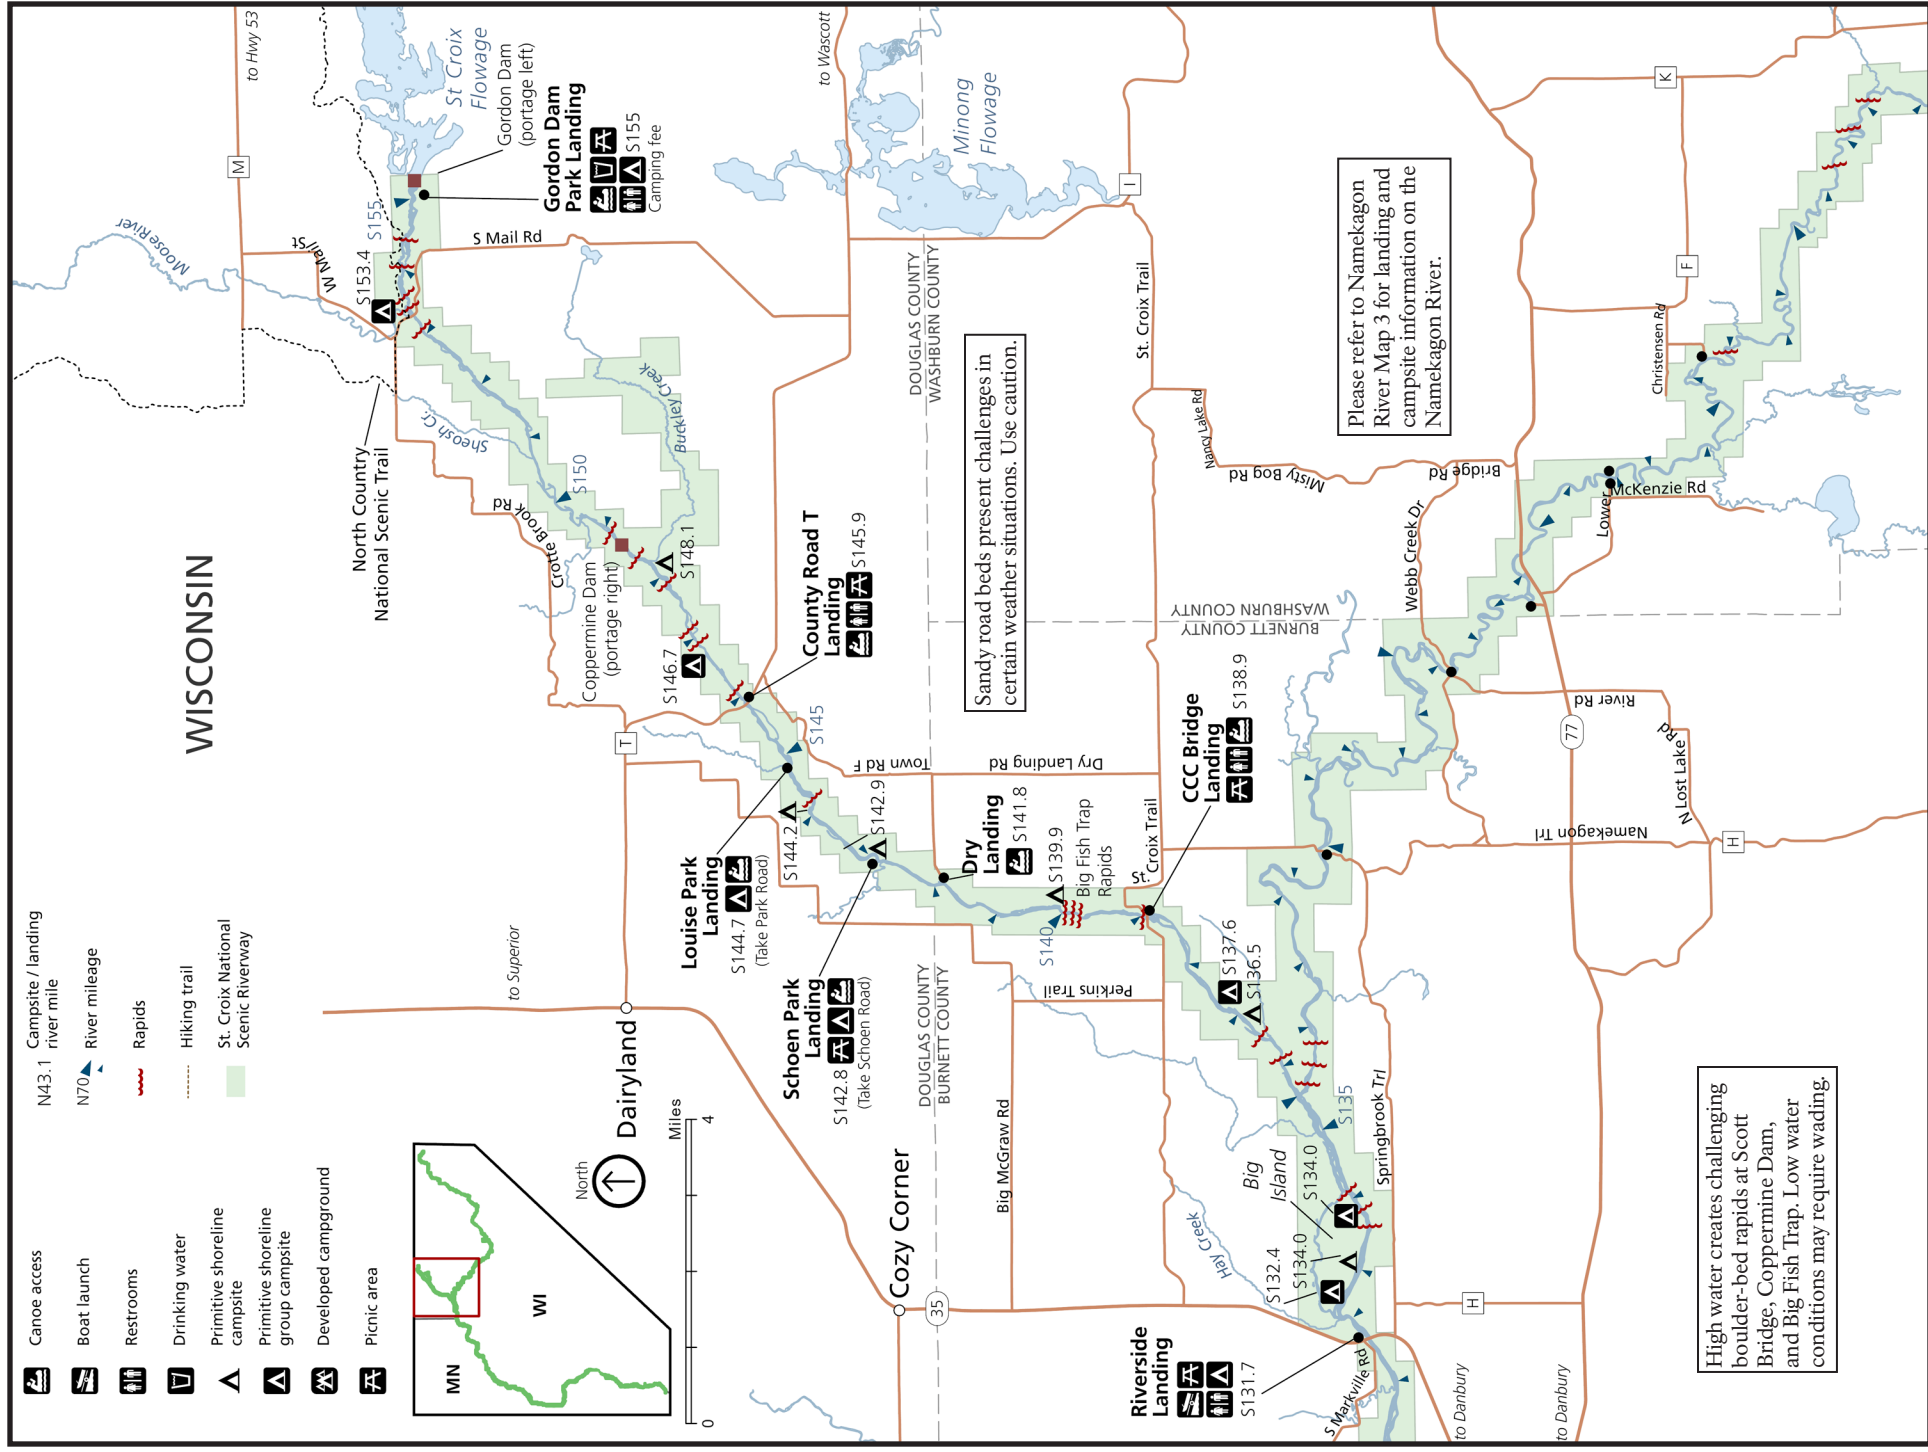 Canoe access
Boat launch
Restrooms
Drinking water
Primitive shoreline
campsite
Primitive shoreline
group campsite
Developed campground
Picnic area
N43.1
Campsite / landing
river mile
N70
River mileage
Rapids
Hiking trail
St. Croix National
Scenic Riverway
MN
WI
North
Miles
0
4
WISCONSIN
to Hwy 53
M
Moose River
W Mail St
S153.4
S155
St Croix
Flowage
Gordon Dam
(portage left)
Gordon Dam
Park Landing
S155
Camping fee
S Mail Rd
North Country
National Scenic Trail
Sheosh Cr.
Buckley Creek
S150
Crotte Brook Rd
Coppermine Dam
(portage right)
S148.1
S146.7
County Road T
Landing
S145.9
T
S145
to Superior
Dairyland
Louise Park
Landing
S144.7
(Take Park Road)
S144.2
S142.9
Schoen Park
Landing
S142.8
(Take Schoen Road)
Town Rd F
Dry Landing Rd
Dry
Landing
S141.8
to Wascott
Minong
Flowage
DOUGLAS COUNTY
WASHBURN COUNTY
DOUGLAS COUNTY
BURNETT COUNTY
I
St. Croix Trail
Sandy road beds present challenges in
certain weather situations. Use caution.
Nancy Lake Rd
Misty Bog Rd
Bridge Rd
WASHBURN COUNTY
BURNETT COUNTY
S139.9
Big Fish Trap
Rapids
S140
St. Croix Trail
CCC Bridge
Landing
S138.9
Perkins Trail
Big McGraw Rd
Cozy Corner
35
S137.6
S136.5
S135
Springbrook Trl
Big
Island
S134.0
S134.0
S132.4
Hay Creek
Riverside
Landing
S131.7
S Markville Rd
to Danbury
to Danbury
H
Please refer to Namekagon
River Map 3 for landing and
campsite information on the
Namekagon River.
K
F
Christensen Rd
Lower McKenzie Rd
Webb Creek Dr
River Rd
77
N Lost Lake Rd
Namekagon Trl
H
High water creates challenging
boulder-bed rapids at Scott
Bridge, Coppermine Dam,
and Big Fish Trap. Low water
conditions may require wading.